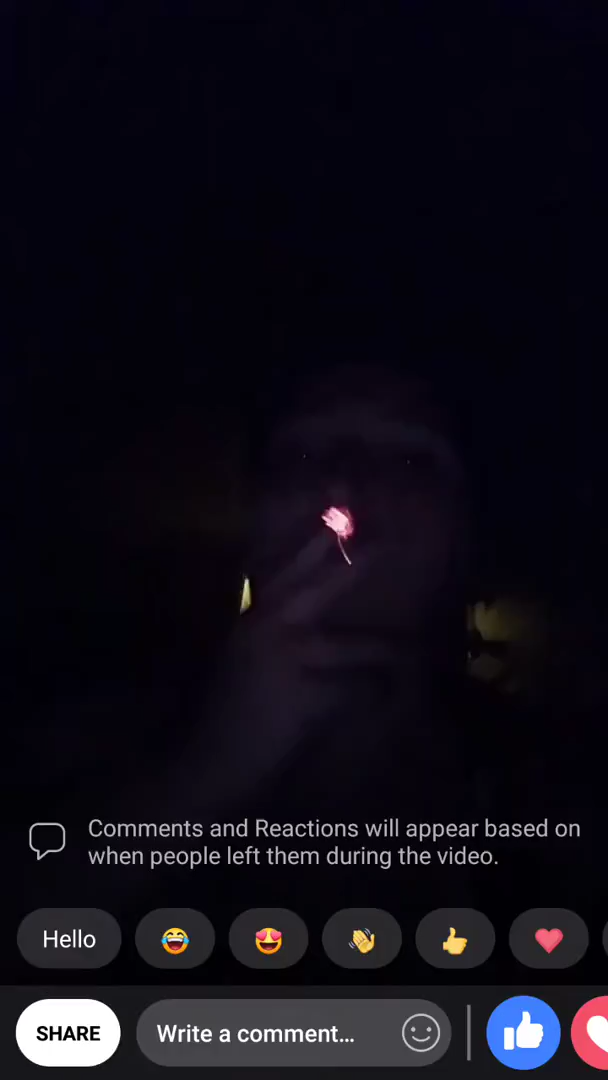 Comments and Reactions will appear based on
when people left them during the video.
Hello
SHARE
Write a comment...